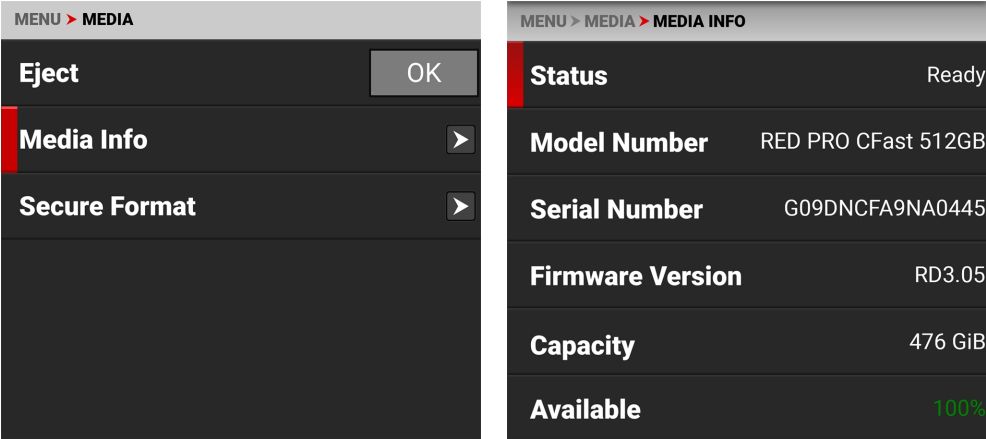 MENU > MEDIA
Eject OK
Media Info
Secure Format
MENU > MEDIA > MEDIA INFO
Status Ready
Model Number RED PRO CFast 512GB
Serial Number G09DNCFA9NA0445
Firmware Version RD3.05
Capacity 476 GiB
Available 100%